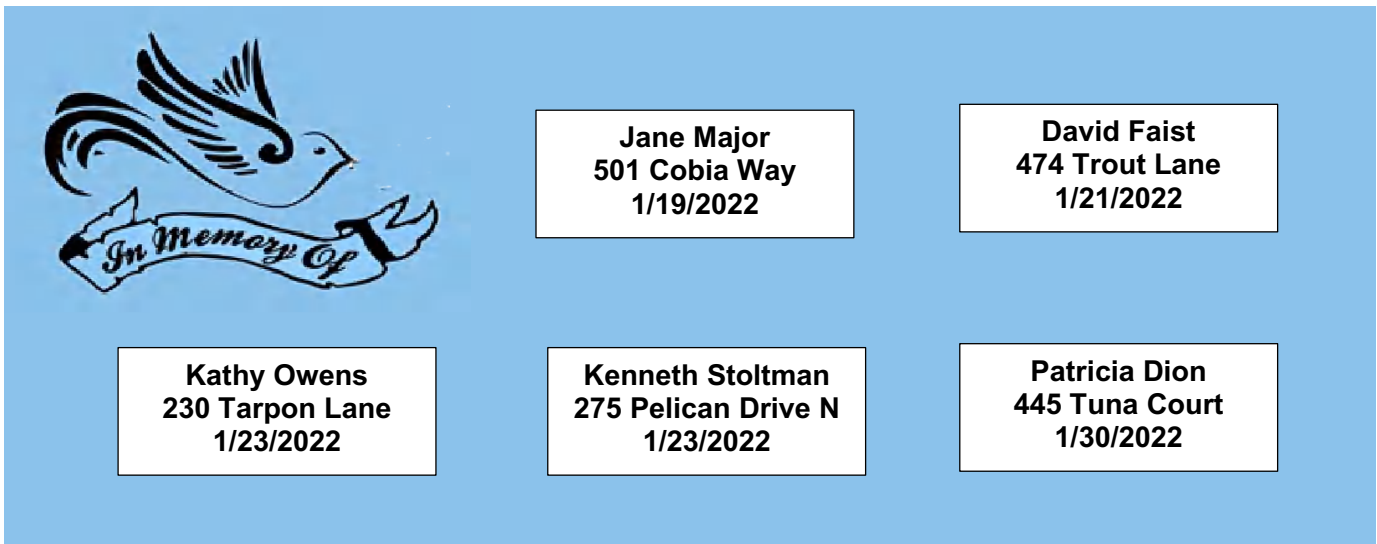 In Memory Of
Jane Major
501 Cobia Way
1/19/2022
David Faist
474 Trout Lane
1/21/2022
Kathy Owens
230 Tarpon Lane
1/23/2022
Kenneth Stoltman
275 Pelican Drive N
1/23/2022
Patricia Dion
445 Tuna Court
1/30/2022